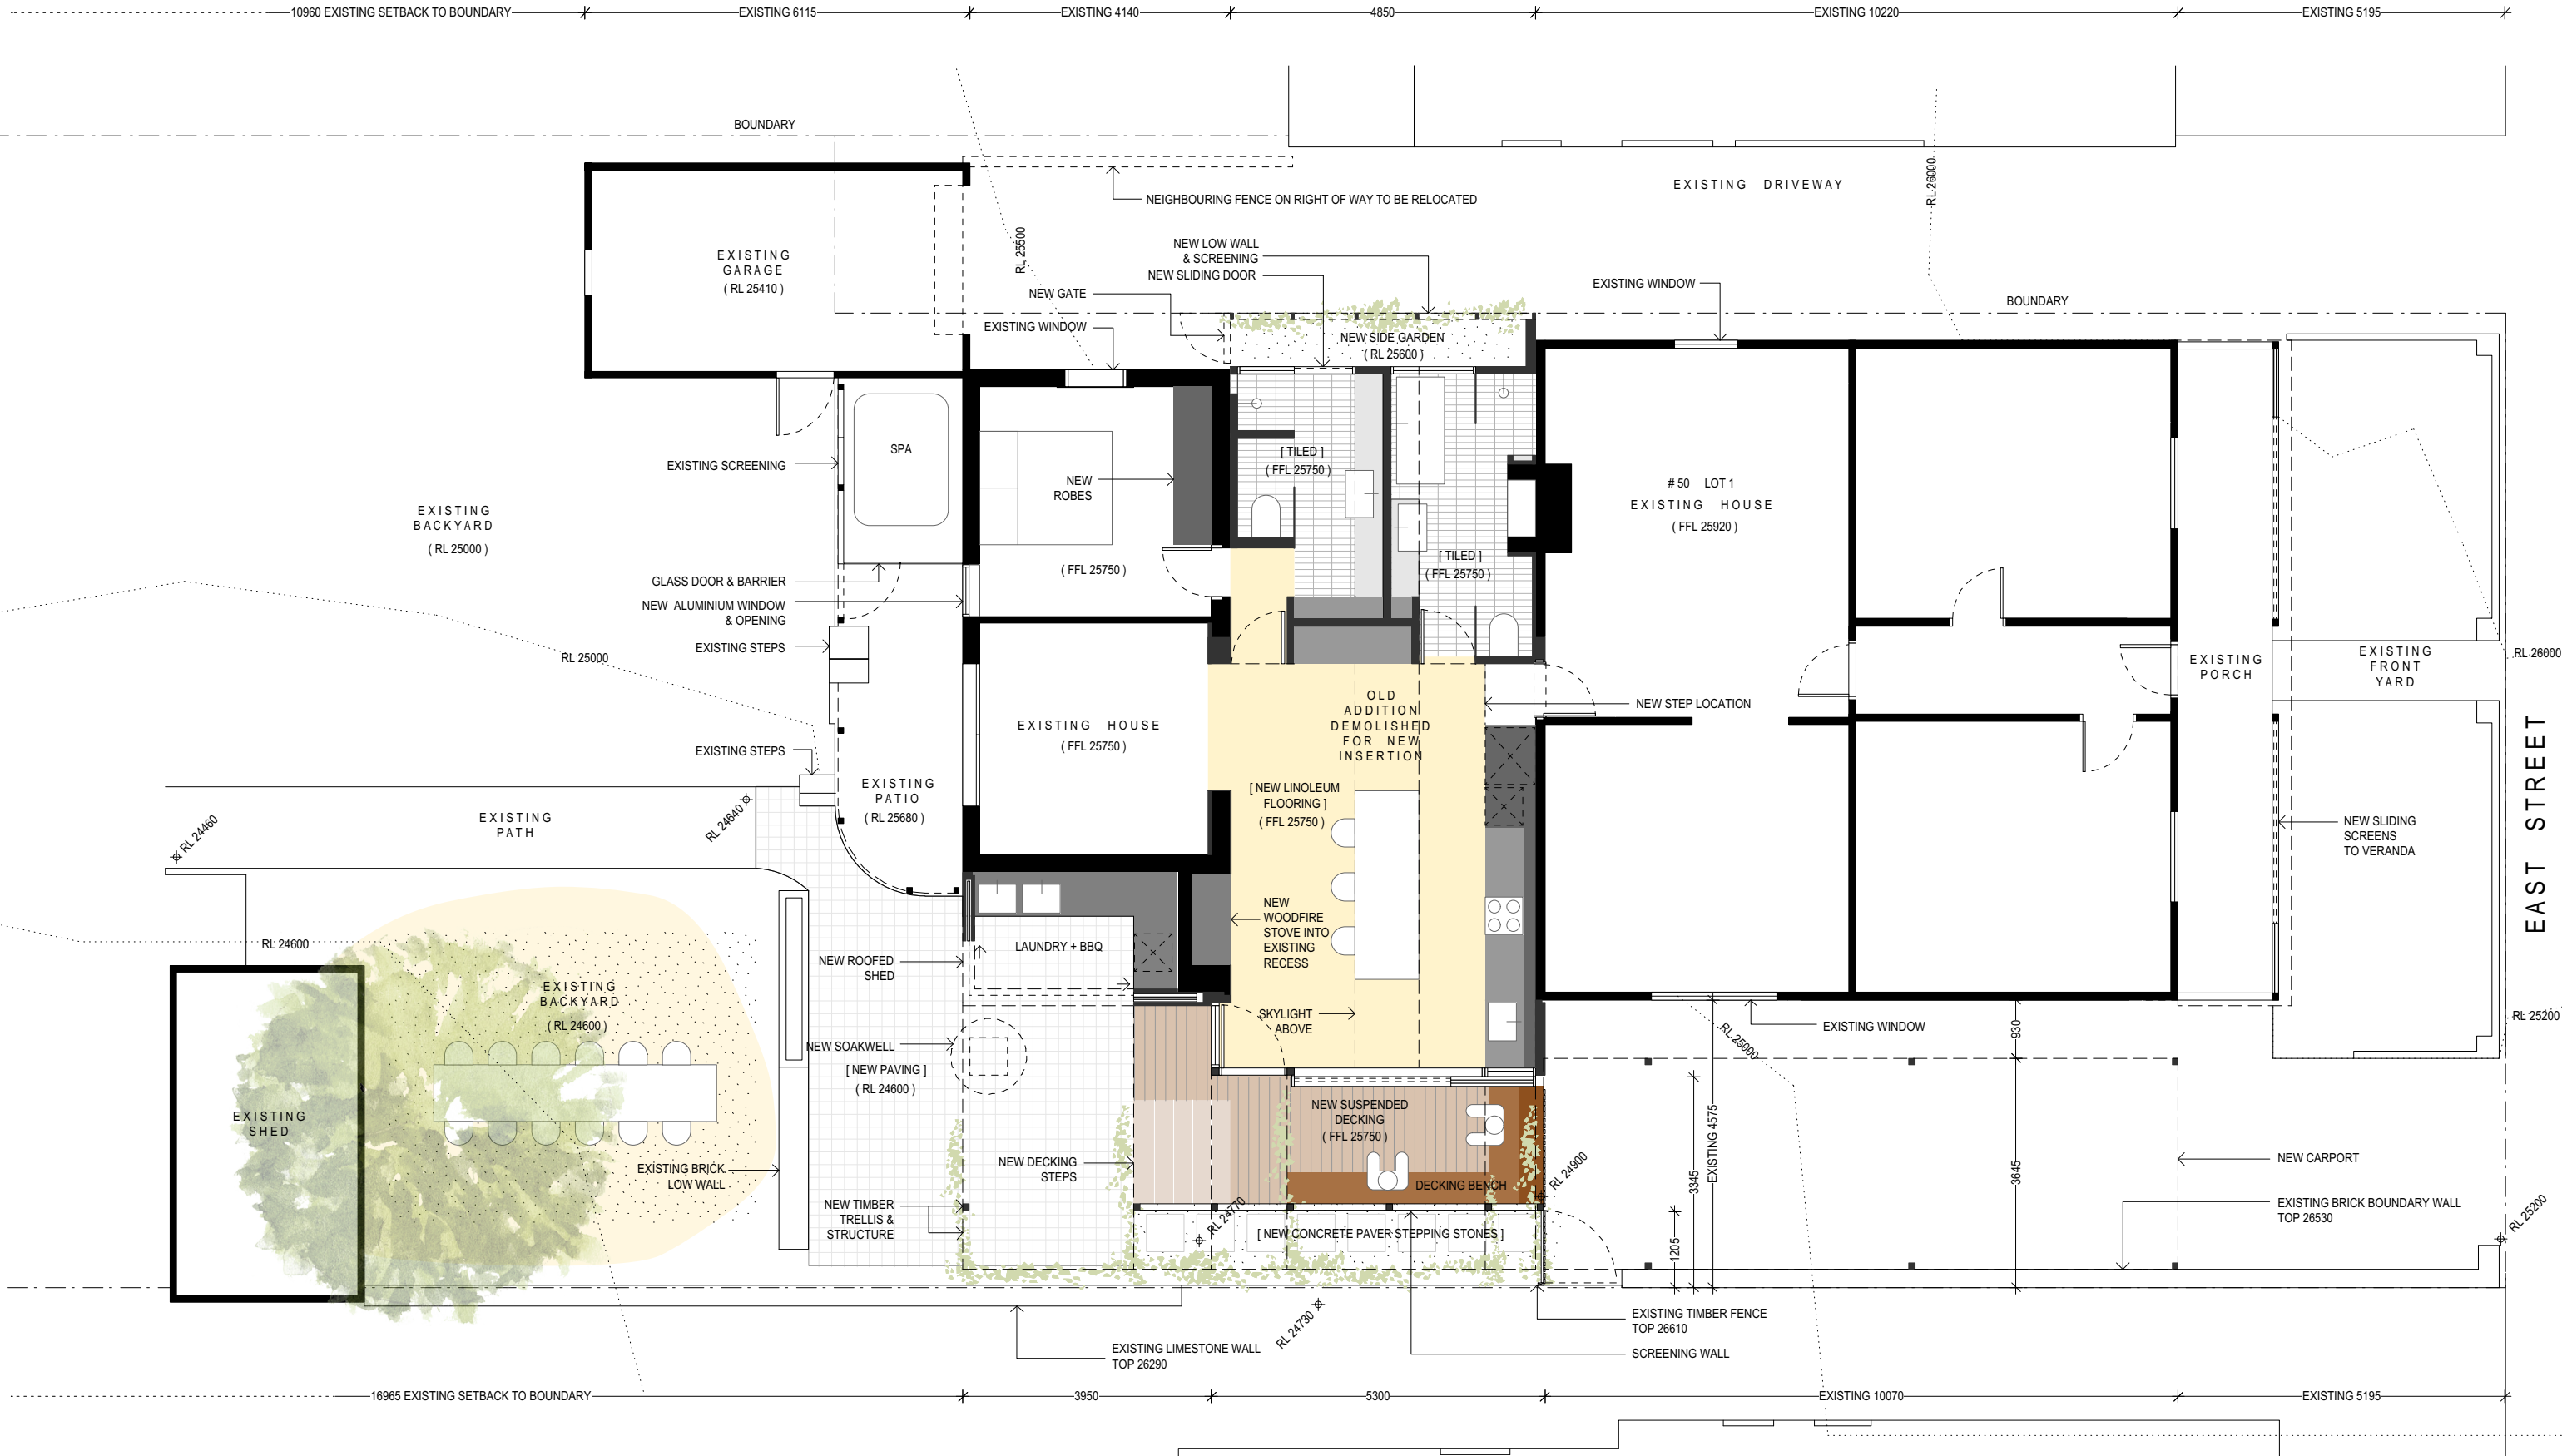 10960 EXISTING SETBACK TO BOUNDARY
EXISTING 6115
EXISTING 4140
4850
EXISTING 10220
EXISTING 5195
BOUNDARY
EXISTING DRIVEWAY
RL 26000
NEIGHBOURING FENCE ON RIGHT OF WAY TO BE RELOCATED
RL 25500
EXISTING
GARAGE
( RL 25410 )
NEW LOW WALL
& SCREENING
NEW SLIDING DOOR
NEW GATE
EXISTING WINDOW
EXISTING WINDOW
BOUNDARY
NEW SIDE GARDEN
( RL 25600 )
SPA
EXISTING SCREENING
NEW
ROBES
[ TILED ]
( FFL 25750 )
# 50 LOT 1
EXISTING HOUSE
( FFL 25920 )
EXISTING
BACKYARD
( RL 25000 )
[ TILED ]
( FFL 25750 )
( FFL 25750 )
GLASS DOOR & BARRIER
NEW ALUMINIUM WINDOW
& OPENING
EXISTING STEPS
RL 25000
EXISTING
PORCH
EXISTING
FRONT
YARD
RL 26000
OLD
ADDITION
DEMOLISHED
FOR NEW
INSERTION
NEW STEP LOCATION
EXISTING HOUSE
( FFL 25750 )
EXISTING STEPS
EXISTING
PATIO
( RL 25680 )
[ NEW LINOLEUM
FLOORING ]
( FFL 25750 )
EAST STREET
EXISTING
PATH
RL 24640
RL 24460
NEW SLIDING
SCREENS
TO VERANDA
NEW
WOODFIRE
STOVE INTO
EXISTING
RECESS
LAUNDRY + BBQ
RL 24600
NEW ROOFED
SHED
EXISTING
BACKYARD
( RL 24600 )
SKYLIGHT
ABOVE
EXISTING WINDOW
RL 25000
930
RL 25200
NEW SOAKWELL
[ NEW PAVING ]
( RL 24600 )
EXISTING
SHED
NEW SUSPENDED
DECKING
( FFL 25750 )
EXISTING 4575
3345
3645
1205
NEW CARPORT
NEW DECKING
STEPS
EXISTING BRICK
LOW WALL
DECKING BENCH
RL 24900
EXISTING BRICK BOUNDARY WALL
TOP 26530
RL 25200
NEW TIMBER
TRELLIS &
STRUCTURE
RL 24770
[ NEW CONCRETE PAVER STEPPING STONES ]
EXISTING TIMBER FENCE
TOP 26610
RL 24730
EXISTING LIMESTONE WALL
TOP 26290
SCREENING WALL
16965 EXISTING SETBACK TO BOUNDARY
3950
5300
EXISTING 10070
EXISTING 5195